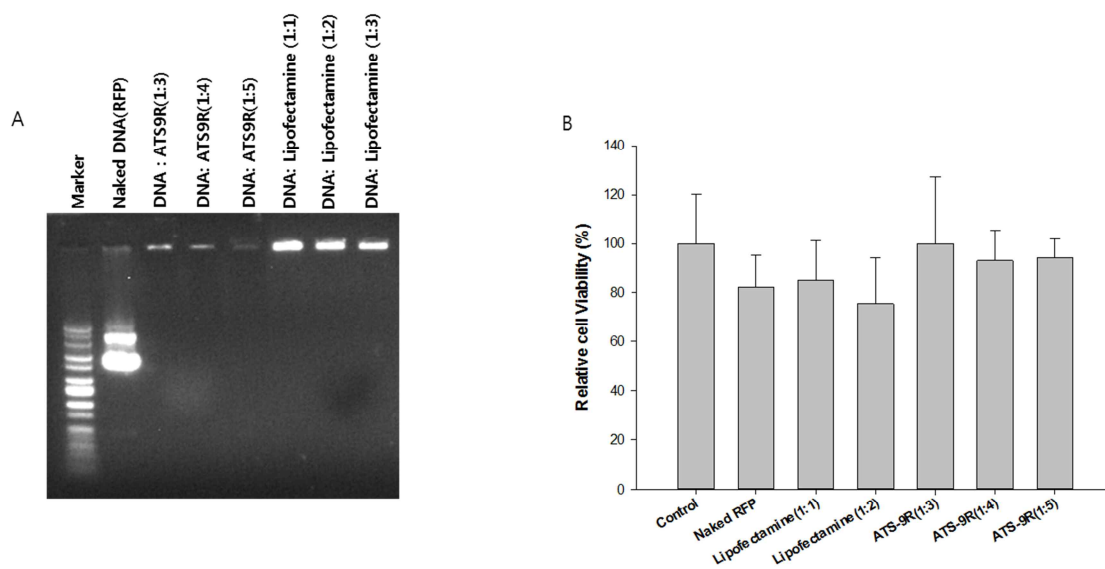 A
Marker
Naked DNA(RFP)
DNA : ATS9R(1:3)
DNA: ATS9R(1:4)
DNA: ATS9R(1:5)
DNA: Lipofectamine (1:1)
DNA: Lipofectamine (1:2)
DNA: Lipofectamine (1:3)
B
Relative cell Viability (%)
140
120
100
80
60
40
20
0
Control
Naked RFP
Lipofectamine(1:1)
Lipofectamine(1:2)
ATS-9R(1:3)
ATS-9R(1:4)
ATS-9R(1:5)